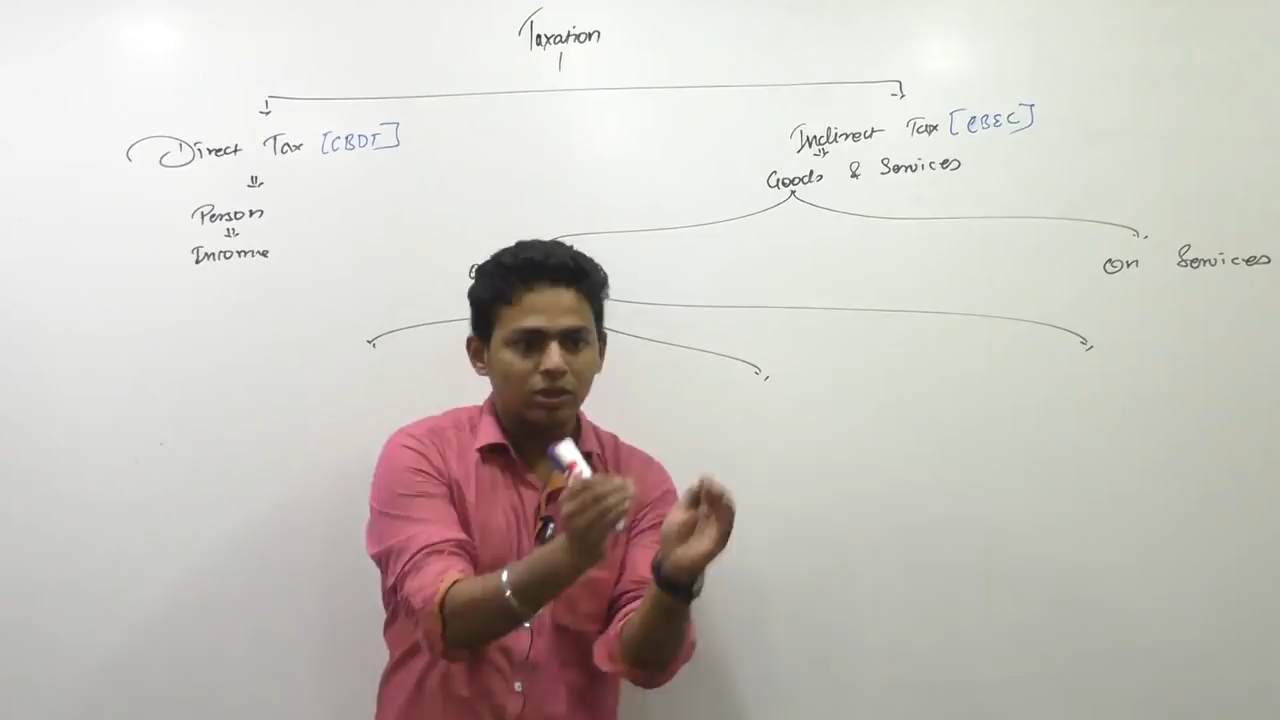 Taxation
Direct Tax [CBDT]
Indirect Tax [CBEC]
Goods & Services
Person
Income
On Services